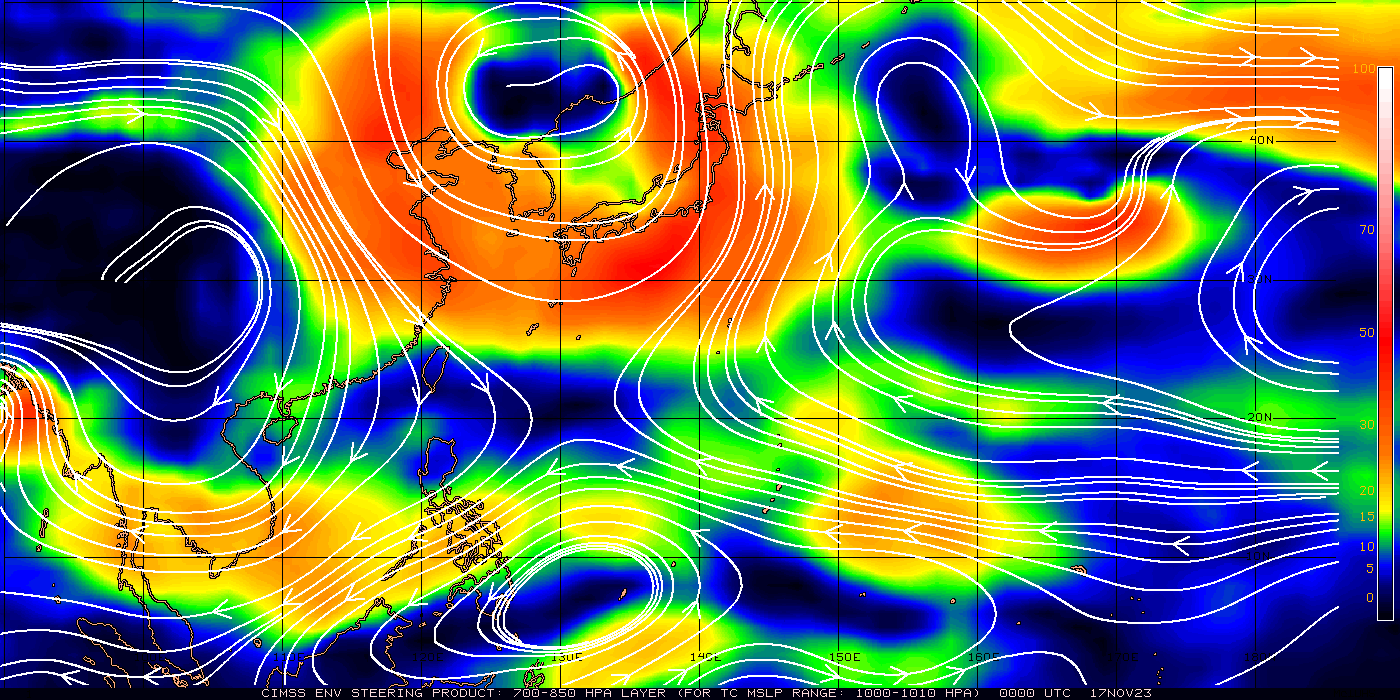 100
40N
70
50
20N
30
20
15
10
5
0
130E 140E 150E 160E
CIMSS ENV STEERING PRODUCT: 700-850 HPA LAYER (FOR TC MSLP RANGE: 1000-1010 HPA) 0000 UTC 17NOV23